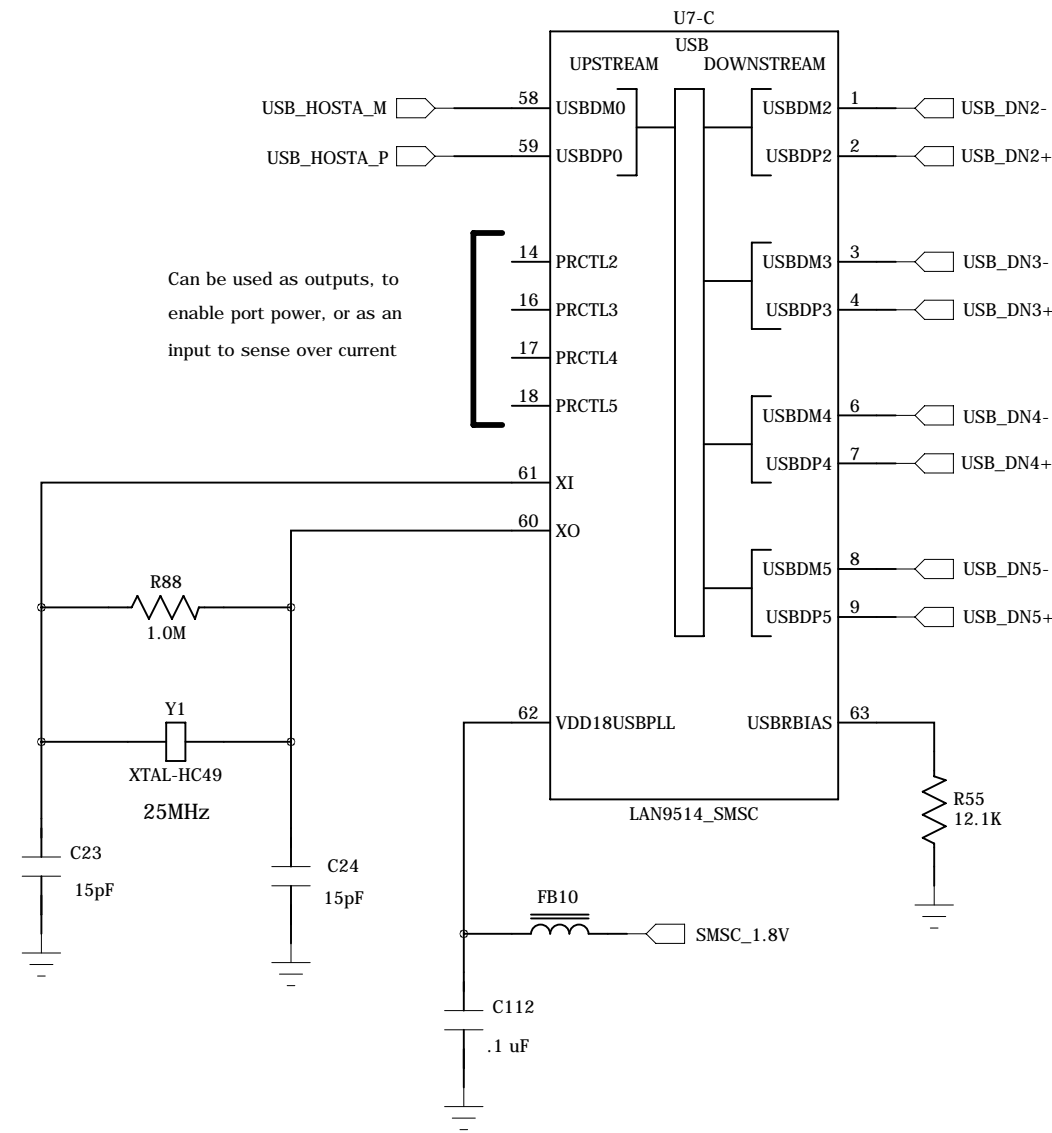 U7-C
USB
UPSTREAM DOWNSTREAM
USB_HOSTA_M 58 USBDM0 USBDM2 1 USB_DN2-
USB_HOSTA_P 59 USBDP0 USBDP2 2 USB_DN2+
14 PRCTL2 USBDM3 3 USB_DN3-
Can be used as outputs, to
enable port power, or as an
input to sense over current
16 PRCTL3 USBDP3 4 USB_DN3+
17 PRCTL4
18 PRCTL5 USBDM4 6 USB_DN4-
USBDP4 7 USB_DN4+
61 XI
60 XO
USBDM5 8 USB_DN5-
USBDP5 9 USB_DN5+
R88
1.0M
Y1
XTAL-HC49
25MHz
62 VDD18USBPLL USBRBIAS 63
LAN9514_SMSC
R55
12.1K
C23
15pF
C24
15pF
FB10
SMSC_1.8V
C112
.1 uF